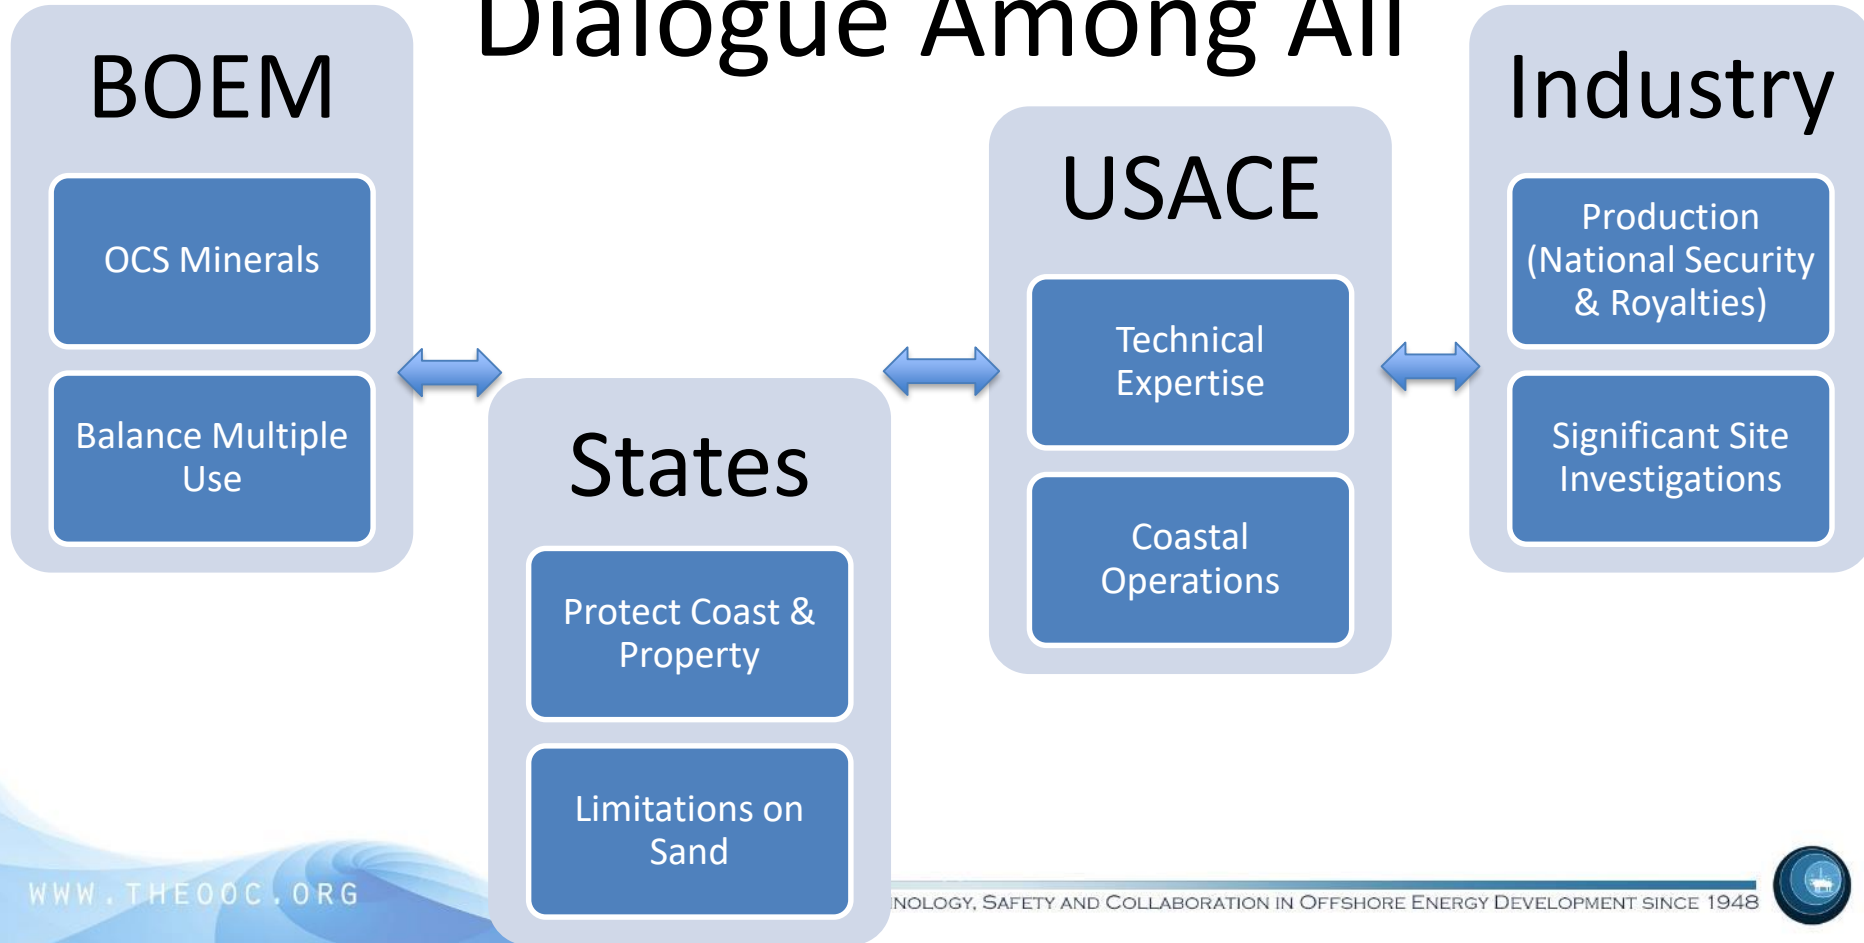 Dialogue Among All
BOEM
OCS Minerals
Balance Multiple
Use
States
Protect Coast &
Property
Limitations on
Sand
USACE
Technical
Expertise
Coastal
Operations
Industry
Production
(National Security
& Royalties)
Significant Site
Investigations
WWW.THEOOC.ORG
SAFETY AND COLLABORATION IN OFFSHORE ENERGY DEVELOPMENT SINCE 1948